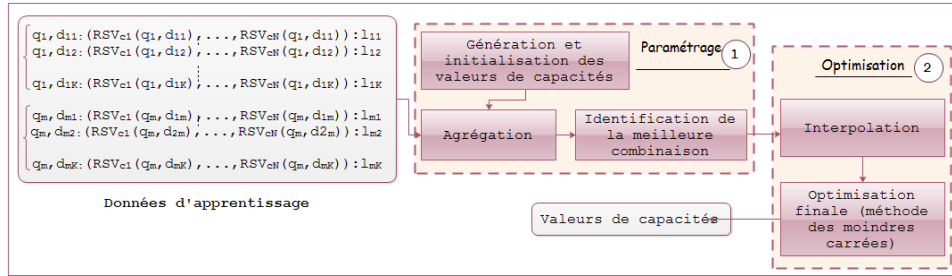 q₁,d₁₁:(RSVc₁(q₁,d₁₁),...,RSVcN(q₁,d₁₁)):l₁₁
q₁,d₁₂:(RSVc₁(q₁,d₁₂),...,RSVcN(q₁,d₁₂)):l₁₂
q₁,d₁K:(RSVc₁(q₁,d₁K),...,RSVcN(q₁,d₁K)):l₁K
qm,dm₁:(RSVc₁(qm,d₁m),...,RSVcN(qm,d₁m)):lm₁
qm,dm₂:(RSVc₁(qm,d₂m),...,RSVcN(qm,d₂m)):lm₂
qm,dmK:(RSVc₁(qm,dmK),...,RSVcN(qm,dmK)):lmK
Données d'apprentissage
Génération et
initialisation des
valeurs de capacités
Paramétrage
1
Agrégation
Identification de
la meilleure
combinaison
Optimisation
2
Interpolation
Optimisation
finale (méthode
des moindres
carrées)
Valeurs de capacités